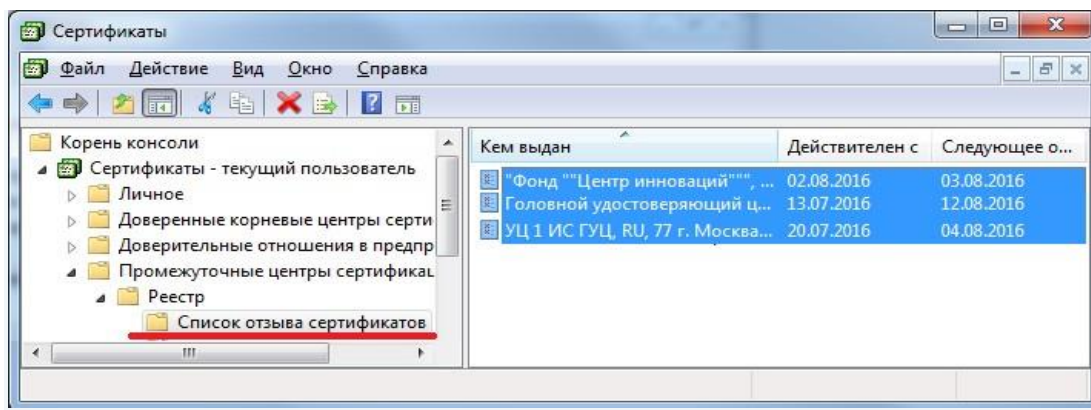 Сертификаты
Файл Действие Вид Окно Справка
Корень консоли
Сертификаты - текущий пользователь
Личное
Доверенные корневые центры серти
Доверительные отношения в предпр
Промежуточные центры сертификац
Реестр
Список отзыва сертификатов
Кем выдан Действителен с Следующее о...
"Фонд ""Центр инноваций""", ... 02.08.2016 03.08.2016
Головной удостоверяющий ц... 13.07.2016 12.08.2016
УЦ 1 ИС ГУЦ, RU, 77 г. Москва... 20.07.2016 04.08.2016